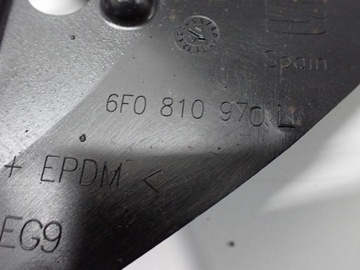 Spain
6F0 810 970 L
+ EPDM <
EG9